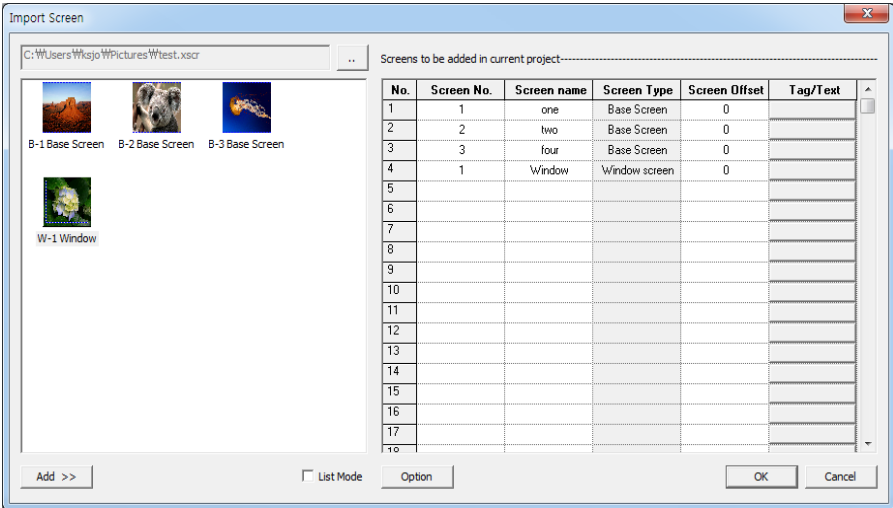 Import Screen
C:₩Users₩ksjo₩Pictures₩test.xscr
..
B-1 Base Screen B-2 Base Screen B-3 Base Screen
W-1 Window
Add >>
List Mode
Screens to be added in current project
No. Screen No. Screen name Screen Type Screen Offset Tag/Text
1 1 one Base Screen 0
2 2 two Base Screen 0
3 3 four Base Screen 0
4 1 Window Window screen 0
5
6
7
8
9
10
11
12
13
14
15
16
17
18
Option
OK
Cancel